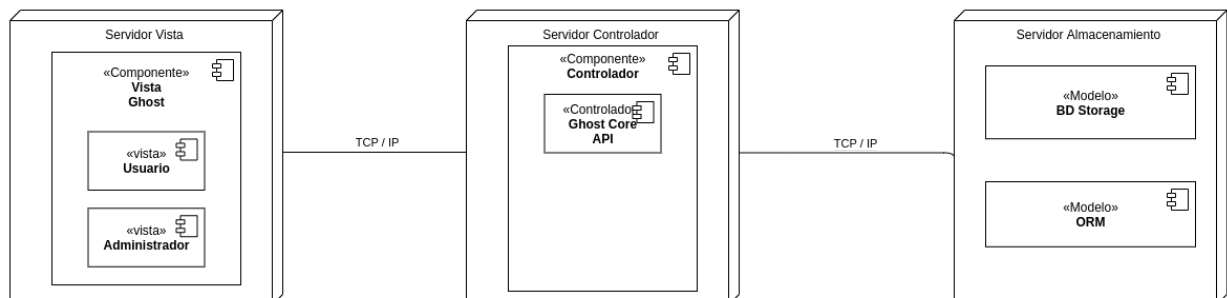 Servidor Vista
«Componente»
Vista
Ghost
«vista»
Usuario
«vista»
Administrador
TCP / IP
Servidor Controlador
«Componente»
Controlador
«Controlado
Ghost Core
API
TCP / IP
Servidor Almacenamiento
«Modelo»
BD Storage
«Modelo»
ORM